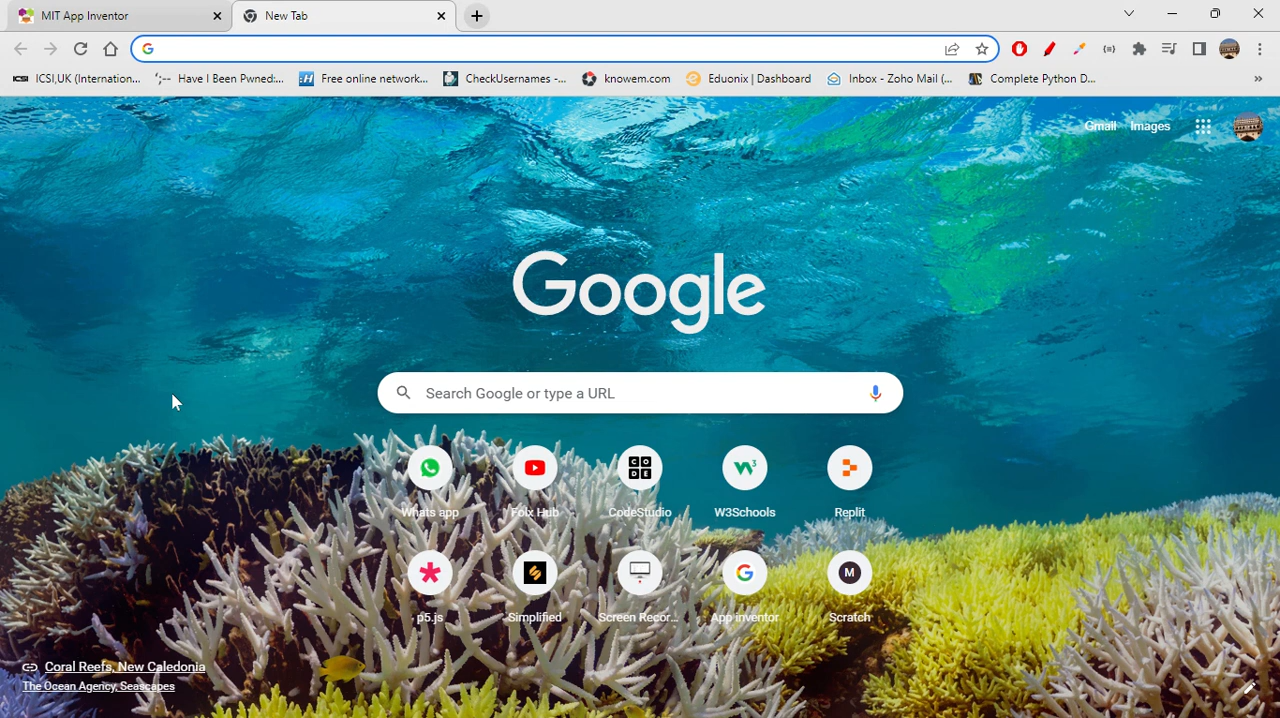 MIT App Inventor
New Tab
ICSI,UK (Internation...
Have I Been Pwned:...
Free online network...
CheckUsernames -...
knowem.com
Eduonix | Dashboard
Inbox - Zoho Mail (...
Complete Python D...
Gmail Images
Google
Search Google or type a URL
Whats app
Folx Hub
CODE
CodeStudio
W3Schools
Replit
p5.js
Simplified
Screen Recor...
App inventor
M
Scratch
Coral Reefs, New Caledonia
The Ocean Agency, Seascapes